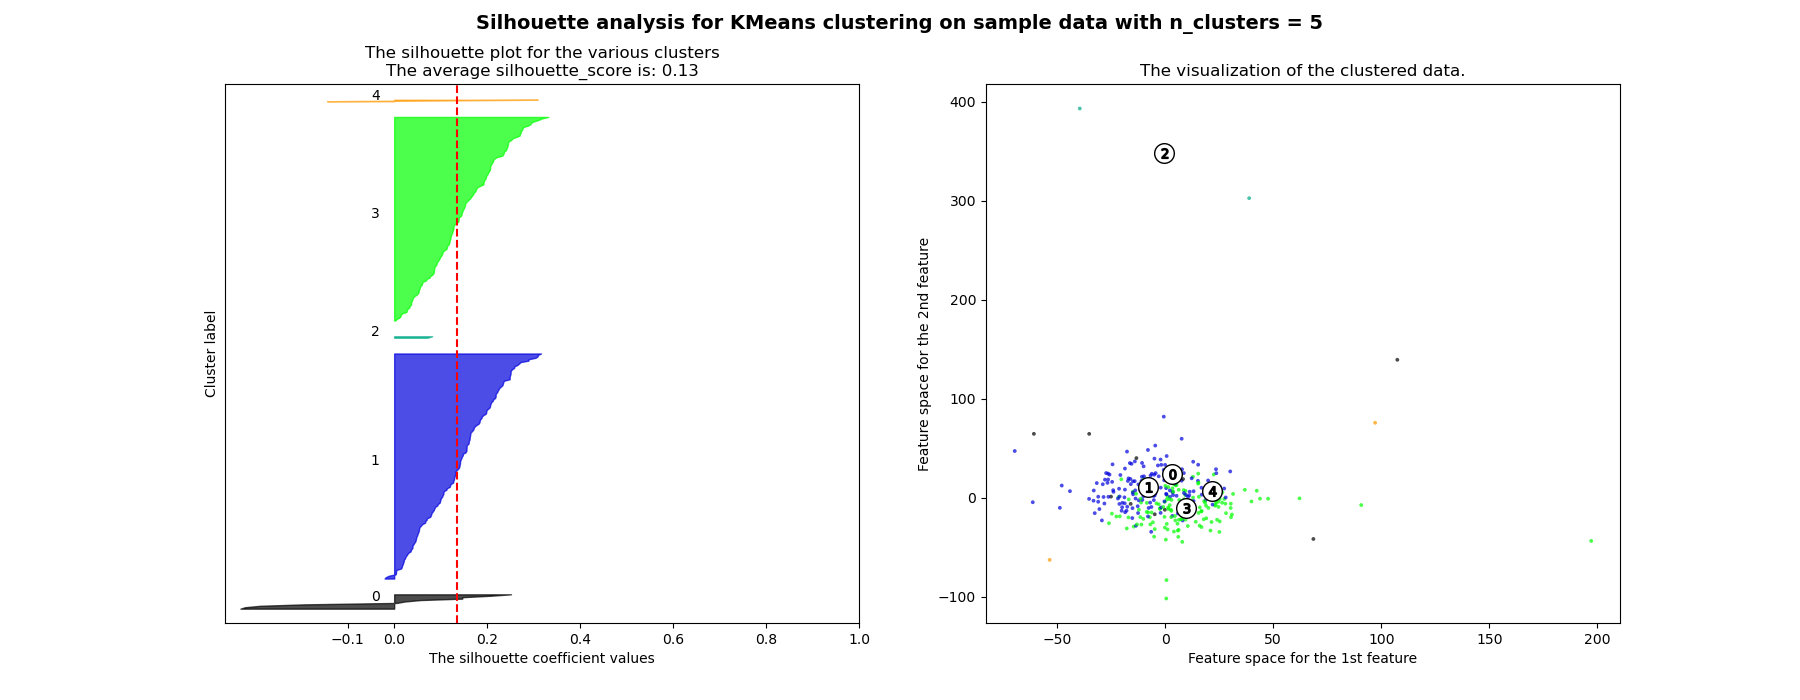 Silhouette analysis for KMeans clustering on sample data with n_clusters = 5
The silhouette plot for the various clusters
The average silhouette_score is: 0.13
4
3
2
1
0
Cluster label
−0.1 0.0 0.2 0.4 0.6 0.8 1.0
The silhouette coefficient values
The visualization of the clustered data.
400
300
200
100
0
−100
Feature space for the 2nd feature
2
0
1
4
3
−50 0 50 100 150 200
Feature space for the 1st feature